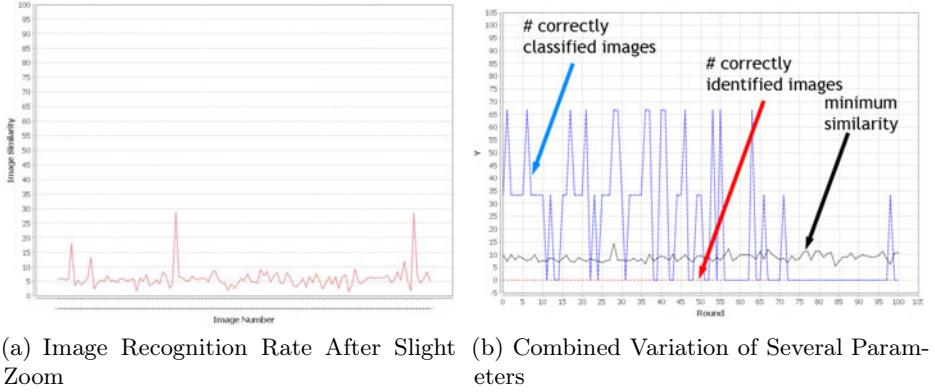 100
95
90
85
80
75
70
65
60
55
50
45
40
35
30
25
20
15
10
5
0
Image Similarity
Image Number
105
100
95
90
85
80
75
70
65
60
55
50
45
40
35
30
25
20
15
10
5
0
-5
Y
# correctly
classified images
# correctly
identified images
minimum
similarity
0 5 10 15 20 25 30 35 40 45 50 55 60 65 70 75 80 85 90 95 100 105
Round
(a) Image Recognition Rate After Slight
Zoom
(b) Combined Variation of Several Param-
eters